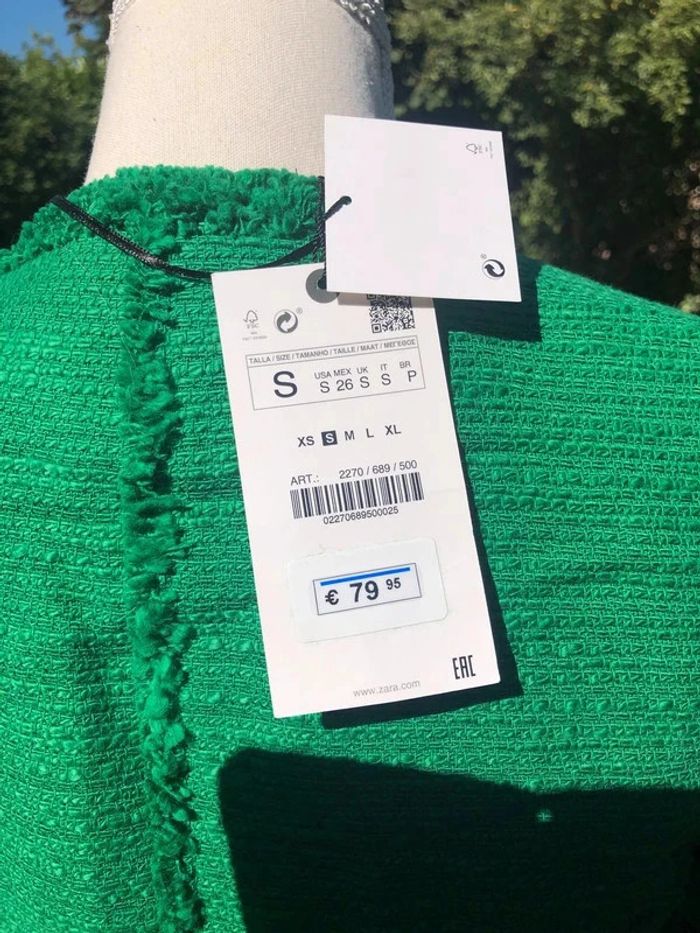 FSC
TALLA / SIZE / TAMANHO / TAILLE / MAAT / ΜΕΓΕΘΟΣ
S
USA MEX UK IT BR
S 26 S S P
XS S M L XL
ART.: 2270 / 689 / 500
02270689500025
€ 79 95
EAC
www.zara.com